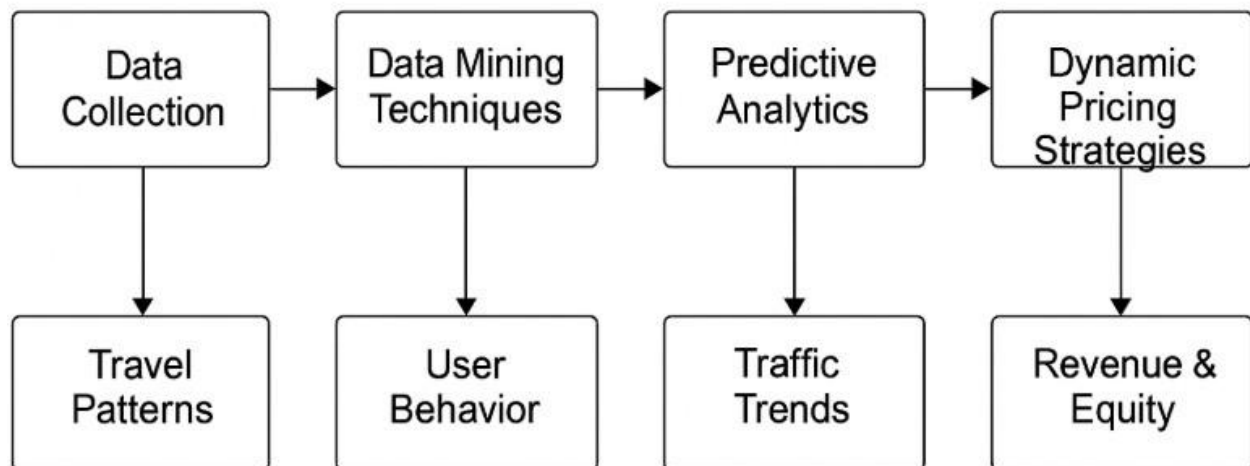 Data
Collection
Data Mining
Techniques
Predictive
Analytics
Dynamic
Pricing
Strategies
Travel
Patterns
User
Behavior
Traffic
Trends
Revenue &
Equity